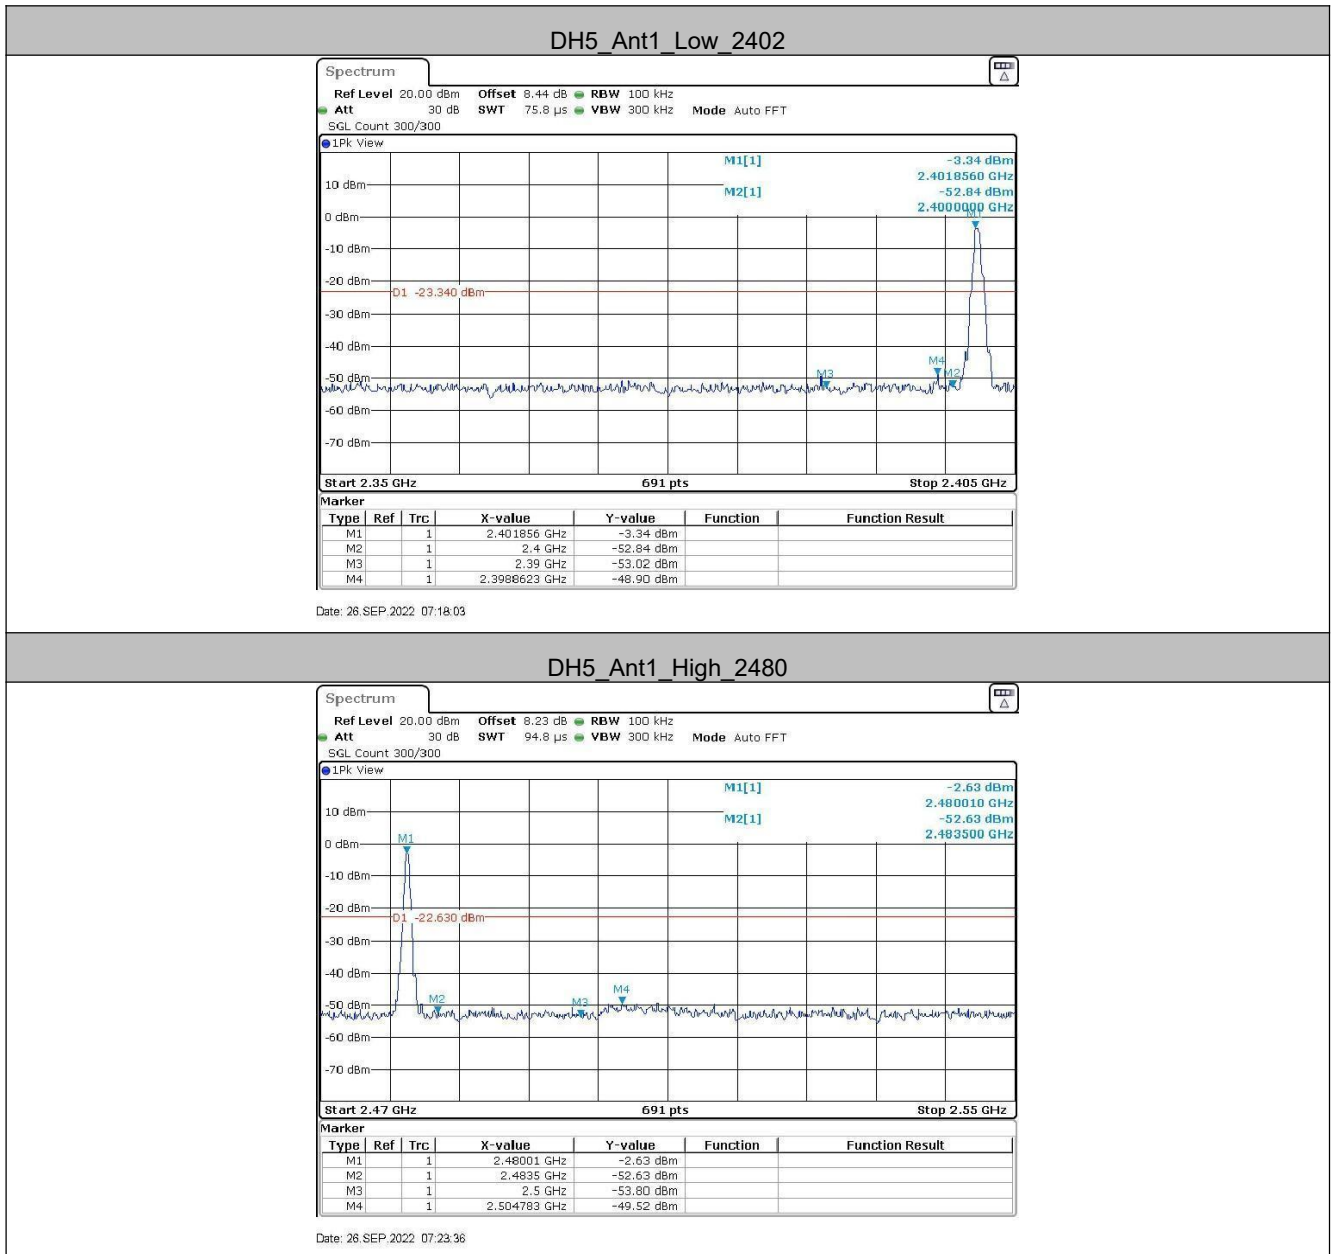 DH5_Ant1_Low_2402
Spectrum
Ref Level 20.00 dBm Offset 8.44 dB RBW 100 kHz
Att 30 dB SWT 75.8 µs VBW 300 kHz Mode Auto FFT
SGL Count 300/300
1Pk View
M1[1] -3.34 dBm
2.4018560 GHz
10 dBm
M2[1] -52.84 dBm
2.4000000 GHz
M1
0 dBm
-10 dBm
-20 dBm
D1 -23.340 dBm
-30 dBm
-40 dBm
M4
-50 dBm M3 M2
-60 dBm
-70 dBm
Start 2.35 GHz 691 pts Stop 2.405 GHz
Marker
Type Ref Trc X-value Y-value Function Function Result
M1 1 2.401856 GHz -3.34 dBm
M2 1 2.4 GHz -52.84 dBm
M3 1 2.39 GHz -53.02 dBm
M4 1 2.3988623 GHz -48.90 dBm
Date: 26.SEP.2022 07:18:03
DH5_Ant1_High_2480
Spectrum
Ref Level 20.00 dBm Offset 8.23 dB RBW 100 kHz
Att 30 dB SWT 94.8 µs VBW 300 kHz Mode Auto FFT
SGL Count 300/300
1Pk View
M1[1] -2.63 dBm
2.480010 GHz
10 dBm
M2[1] -52.63 dBm
2.483500 GHz
0 dBm M1
-10 dBm
-20 dBm
D1 -22.630 dBm
-30 dBm
-40 dBm
M4
-50 dBm M2 M3
-60 dBm
-70 dBm
Start 2.47 GHz 691 pts Stop 2.55 GHz
Marker
Type Ref Trc X-value Y-value Function Function Result
M1 1 2.48001 GHz -2.63 dBm
M2 1 2.4835 GHz -52.63 dBm
M3 1 2.5 GHz -53.80 dBm
M4 1 2.504783 GHz -49.52 dBm
Date: 26.SEP.2022 07:23:36